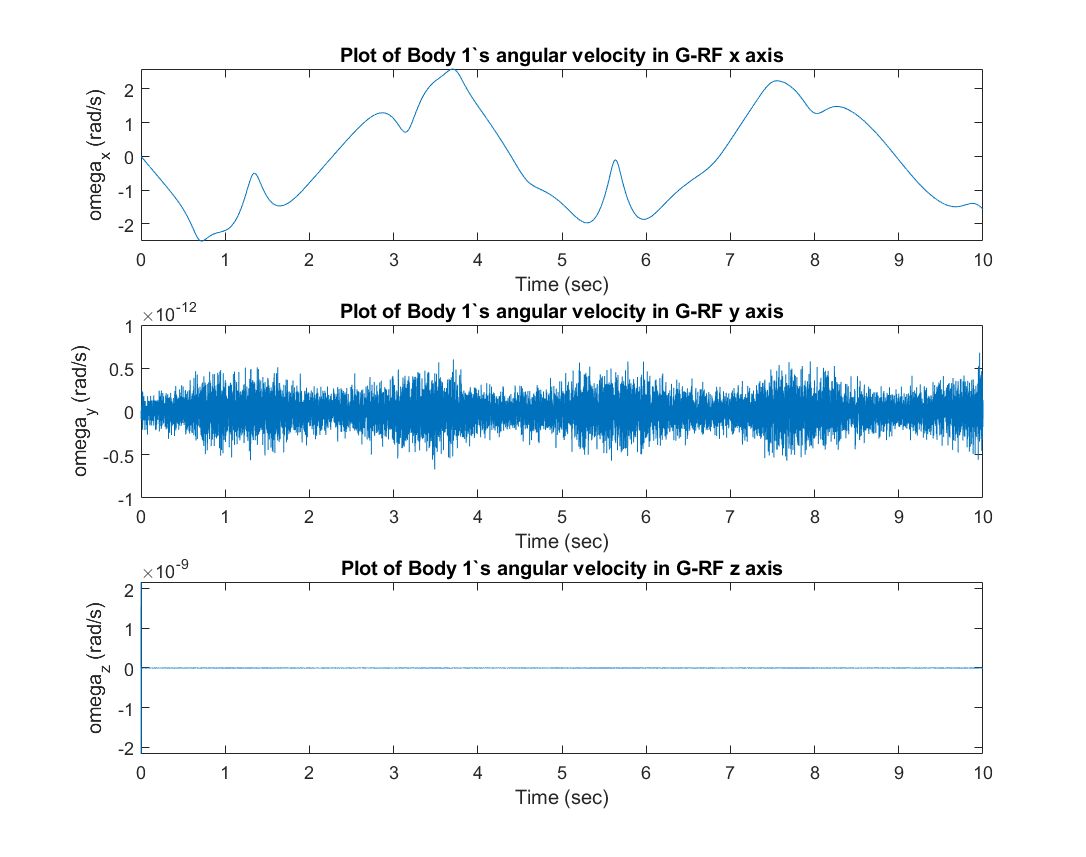 Plot of Body 1`s angular velocity in G-RF x axis
omega_x (rad/s)
2
1
0
-1
-2
0 1 2 3 4 5 6 7 8 9 10
Time (sec)
×10^-12
Plot of Body 1`s angular velocity in G-RF y axis
omega_y (rad/s)
1
0.5
0
-0.5
-1
0 1 2 3 4 5 6 7 8 9 10
Time (sec)
×10^-9
Plot of Body 1`s angular velocity in G-RF z axis
omega_z (rad/s)
2
1
0
-1
-2
0 1 2 3 4 5 6 7 8 9 10
Time (sec)